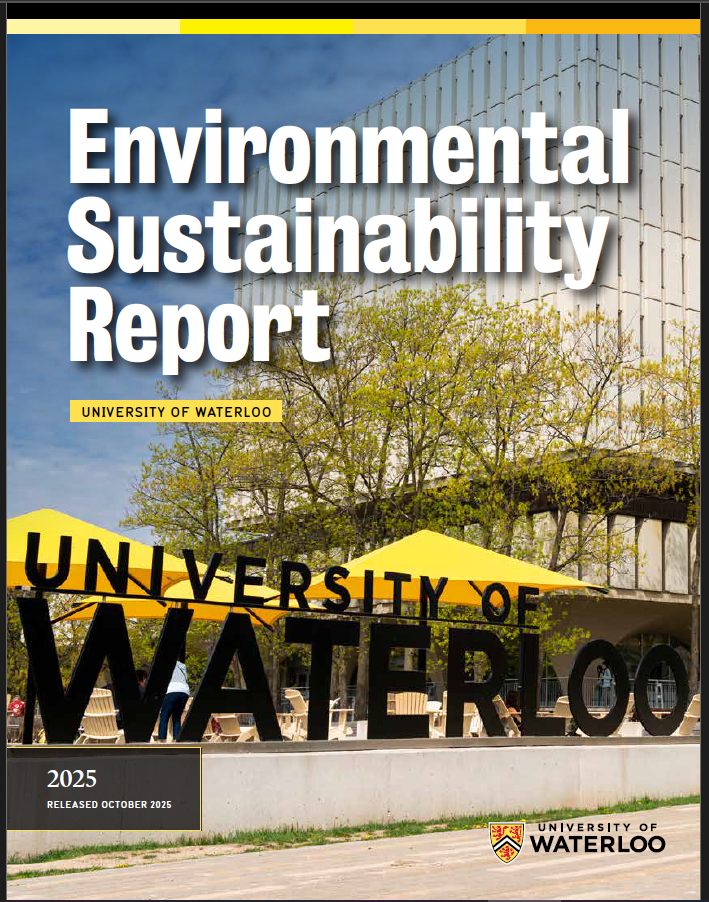 Environmental
Sustainability
Report
UNIVERSITY OF WATERLOO
UNIVERSITY OF
WATERLOO
2025
RELEASED OCTOBER 2025
UNIVERSITY OF
WATERLOO